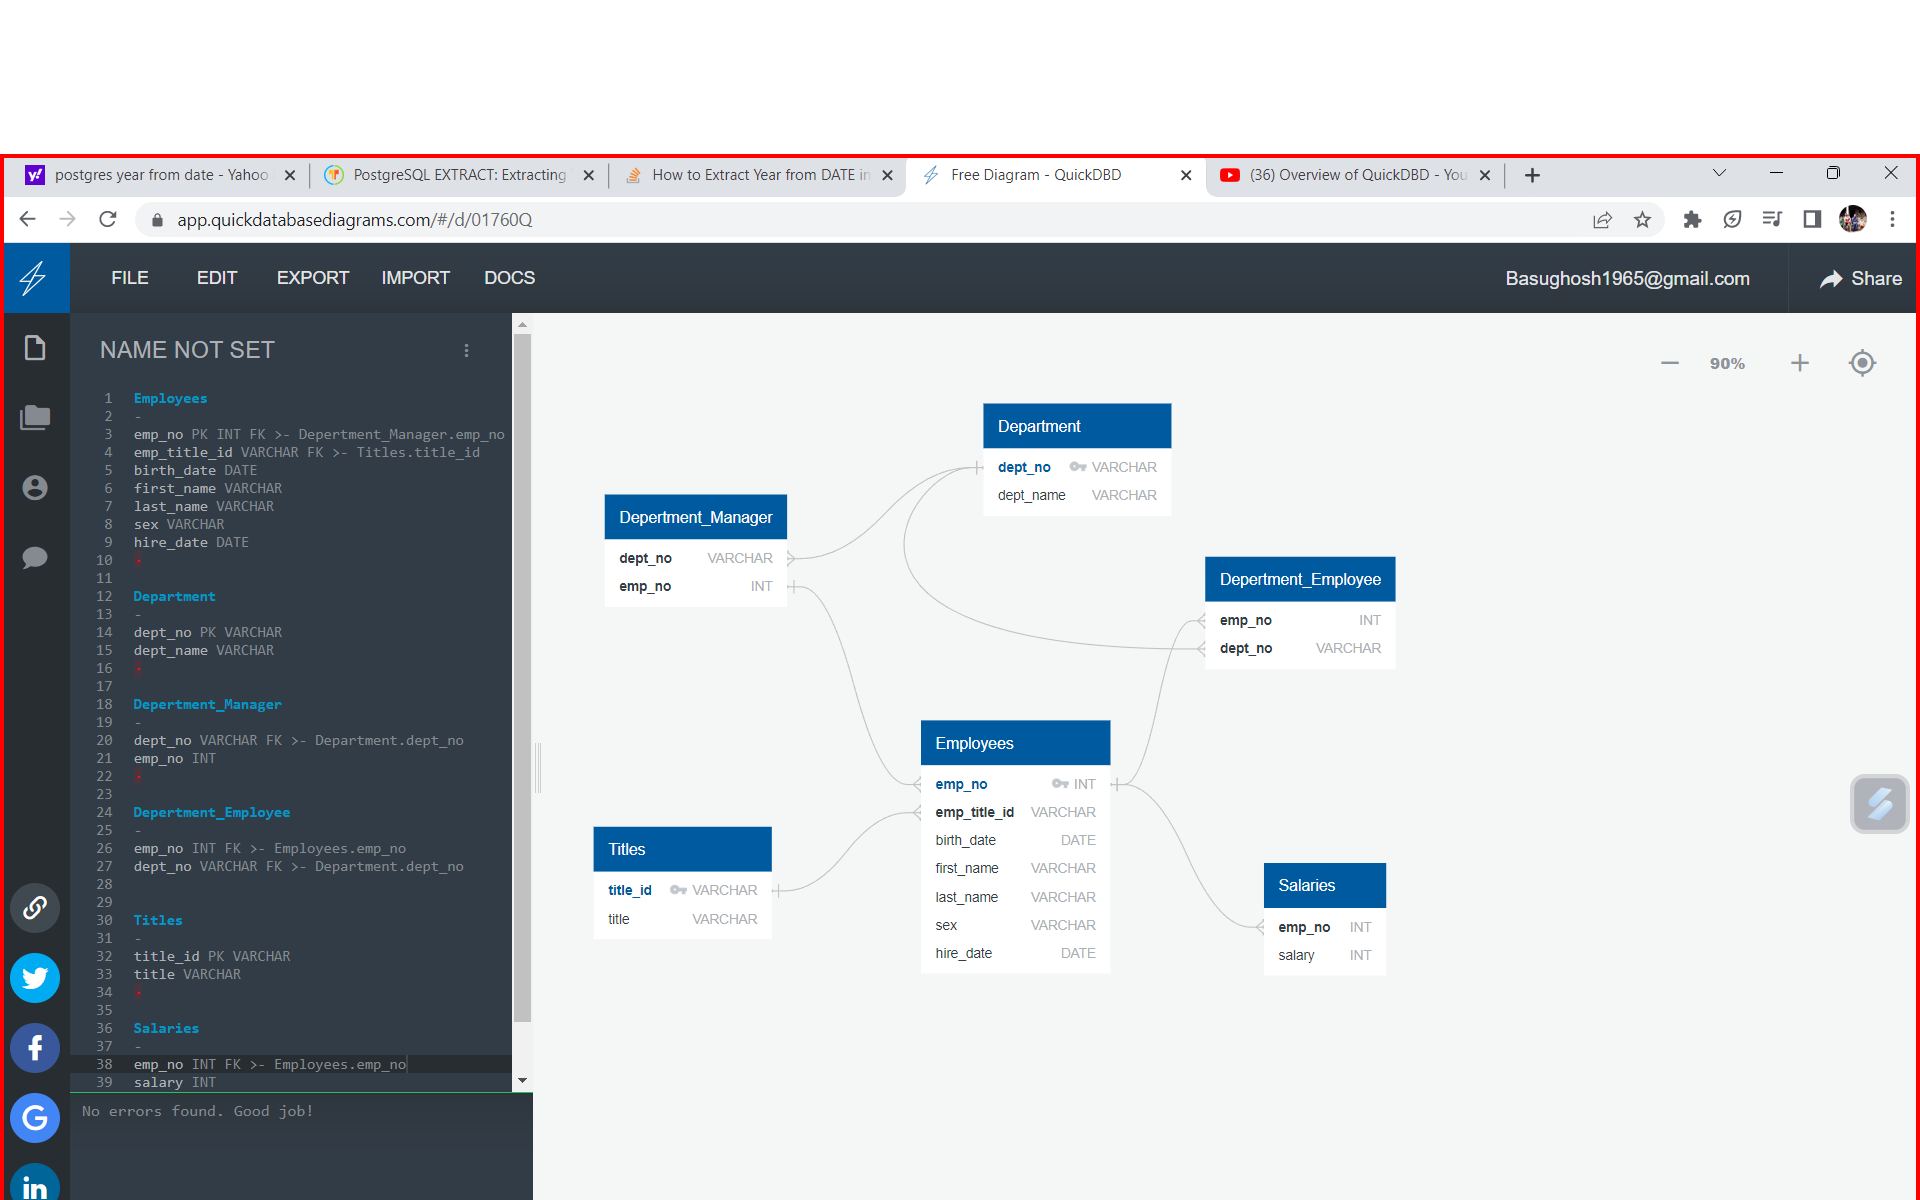 postgres year from date - Yahoo
PostgreSQL EXTRACT: Extracting
How to Extract Year from DATE in
Free Diagram - QuickDBD
(36) Overview of QuickDBD - You
app.quickdatabasediagrams.com/#/d/01760Q
FILE EDIT EXPORT IMPORT DOCS
Basughosh1965@gmail.com
Share
NAME NOT SET
1 Employees
2 -
3 emp_no PK INT FK >- Depertment_Manager.emp_no
4 emp_title_id VARCHAR FK >- Titles.title_id
5 birth_date DATE
6 first_name VARCHAR
7 last_name VARCHAR
8 sex VARCHAR
9 hire_date DATE
10
11
12 Department
13 -
14 dept_no PK VARCHAR
15 dept_name VARCHAR
16
17
18 Depertment_Manager
19 -
20 dept_no VARCHAR FK >- Department.dept_no
21 emp_no INT
22
23
24 Depertment_Employee
25 -
26 emp_no INT FK >- Employees.emp_no
27 dept_no VARCHAR FK >- Department.dept_no
28
29
30 Titles
31 -
32 title_id PK VARCHAR
33 title VARCHAR
34
35
36 Salaries
37 -
38 emp_no INT FK >- Employees.emp_no
39 salary INT
No errors found. Good job!
90%
Department
dept_no VARCHAR
dept_name VARCHAR
Depertment_Manager
dept_no VARCHAR
emp_no INT
Depertment_Employee
emp_no INT
dept_no VARCHAR
Employees
emp_no INT
emp_title_id VARCHAR
birth_date DATE
first_name VARCHAR
last_name VARCHAR
sex VARCHAR
hire_date DATE
Titles
title_id VARCHAR
title VARCHAR
Salaries
emp_no INT
salary INT